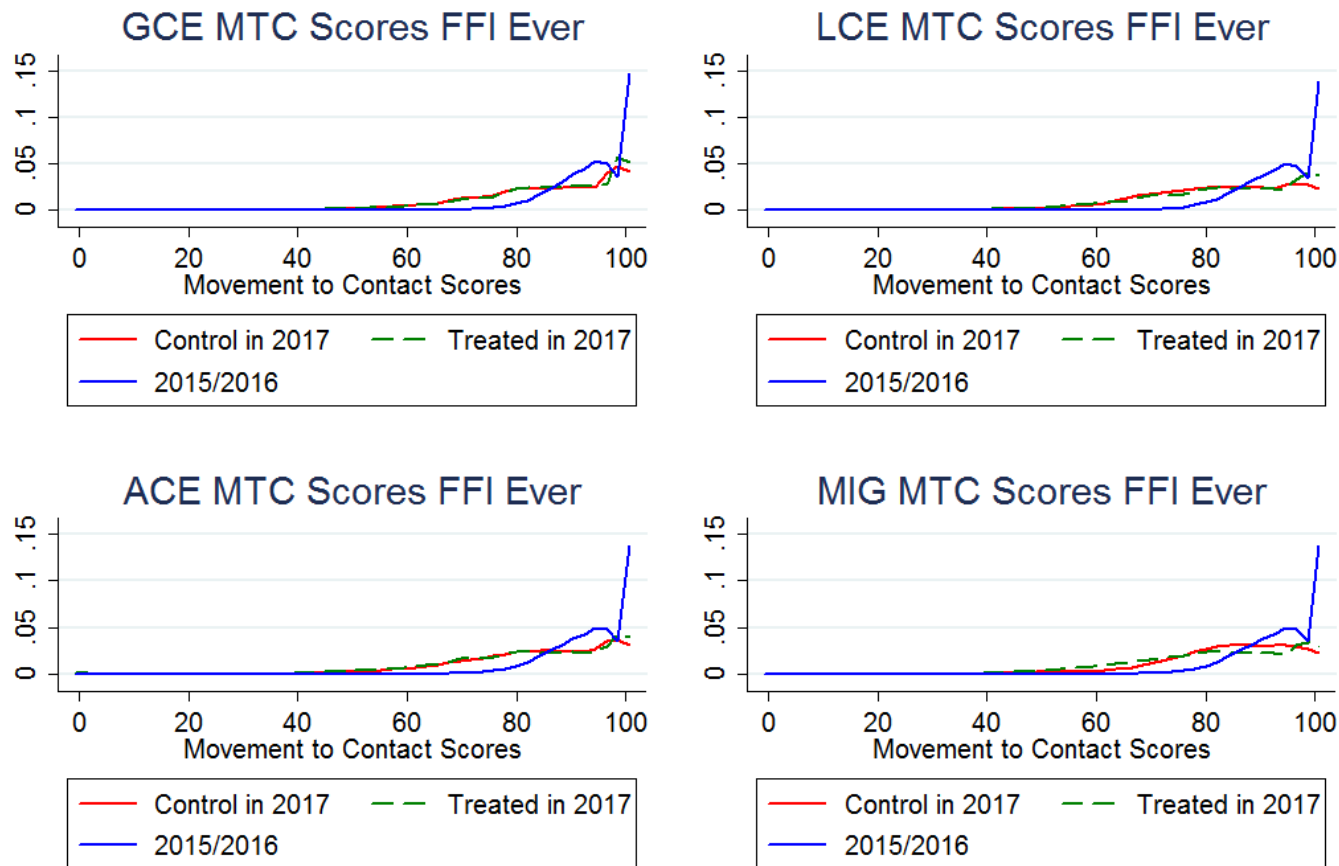 GCE MTC Scores FFI Ever
.15
.1
.05
0
0 20 40 60 80 100
Movement to Contact Scores
Control in 2017 Treated in 2017
2015/2016
LCE MTC Scores FFI Ever
.15
.1
.05
0
0 20 40 60 80 100
Movement to Contact Scores
Control in 2017 Treated in 2017
2015/2016
ACE MTC Scores FFI Ever
.15
.1
.05
0
0 20 40 60 80 100
Movement to Contact Scores
Control in 2017 Treated in 2017
2015/2016
MIG MTC Scores FFI Ever
.15
.1
.05
0
0 20 40 60 80 100
Movement to Contact Scores
Control in 2017 Treated in 2017
2015/2016